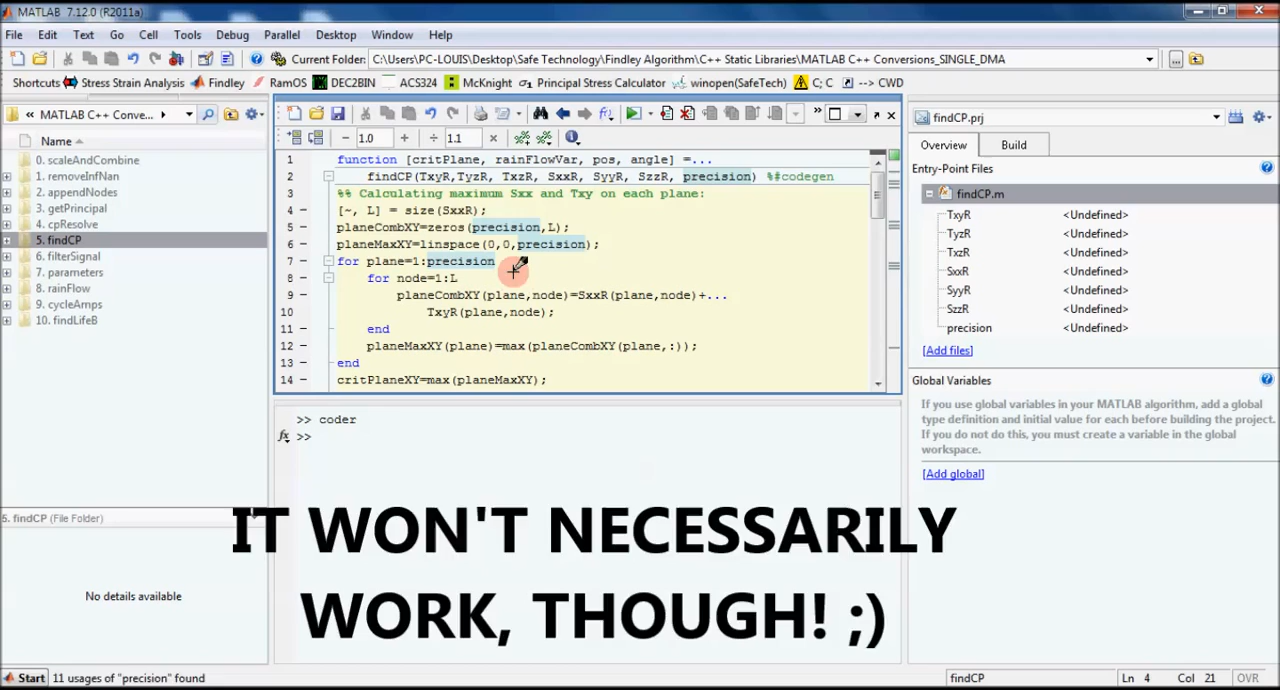 MATLAB 7.12.0 (R2011a)
File Edit Text Go Cell Tools Debug Parallel Desktop Window Help
Current Folder: C:\Users\PC-LOUIS\Desktop\Safe Technology\Findley Algorithm\C++ Static Libraries\MATLAB C++ Conversions_SINGLE_DMA
Shortcuts Stress Strain Analysis Findley RamOS DEC2BIN ACS324 McKnight Principal Stress Calculator winopen(SafeTech) C; C --> CWD
« MATLAB C++ Conve...
Name
0. scaleAndCombine
1. removeInfNan
2. appendNodes
3. getPrincipal
4. cpResolve
5. findCP
6. filterSignal
7. parameters
8. rainFlow
9. cycleAmps
10. findLifeB
5. findCP (File Folder)
No details available
− 1.0 + ÷ 1.1 ×
1 function [critPlane, rainFlowVar, pos, angle] =...
2 findCP(TxyR,TyzR, TxzR, SxxR, SyyR, SzzR, precision) %#codegen
3 %% Calculating maximum Sxx and Txy on each plane:
4 − [~, L] = size(SxxR);
5 − planeCombXY=zeros(precision,L);
6 − planeMaxXY=linspace(0,0,precision);
7 − for plane=1:precision
8 − for node=1:L
9 − planeCombXY(plane,node)=SxxR(plane,node)+...
10 TxyR(plane,node);
11 − end
12 − planeMaxXY(plane)=max(planeCombXY(plane,:));
13 − end
14 − critPlaneXY=max(planeMaxXY);
>> coder
fx >>
IT WON'T NECESSARILY
WORK, THOUGH! ;)
findCP.prj
Overview Build
Entry-Point Files
findCP.m
TxyR <Undefined>
TyzR <Undefined>
TxzR <Undefined>
SxxR <Undefined>
SyyR <Undefined>
SzzR <Undefined>
precision <Undefined>
[Add files]
Global Variables
If you use global variables in your MATLAB algorithm, add a global
type definition and initial value for each before building the project.
If you do not do this, you must create a variable in the global
workspace.
[Add global]
Start 11 usages of "precision" found findCP Ln 4 Col 21 OVR